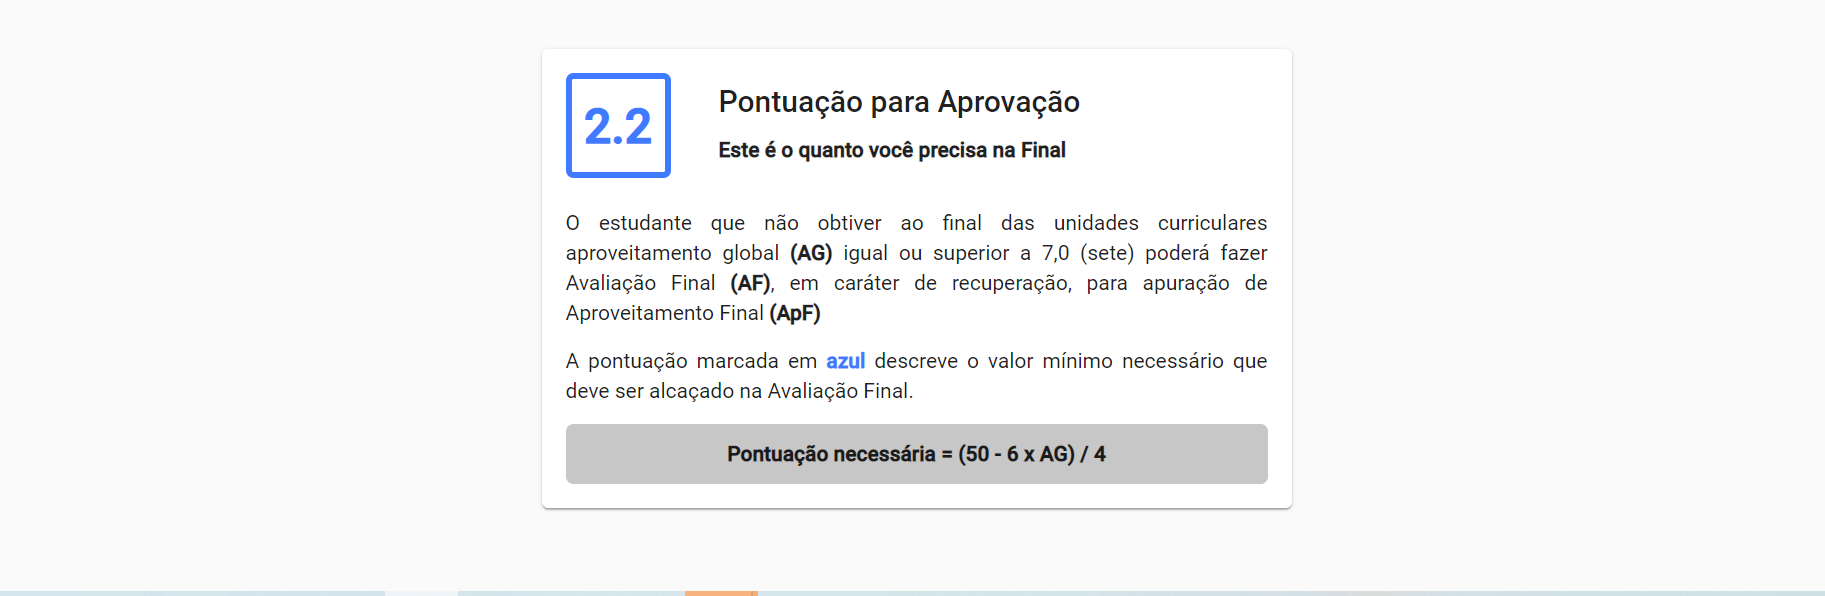 2.2
Pontuação para Aprovação
Este é o quanto você precisa na Final
O estudante que não obtiver ao final das unidades curriculares
aproveitamento global (AG) igual ou superior a 7,0 (sete) poderá fazer
Avaliação Final (AF), em caráter de recuperação, para apuração de
Aproveitamento Final (ApF)
A pontuação marcada em azul descreve o valor mínimo necessário que
deve ser alcaçado na Avaliação Final.
Pontuação necessária = (50 - 6 x AG) / 4